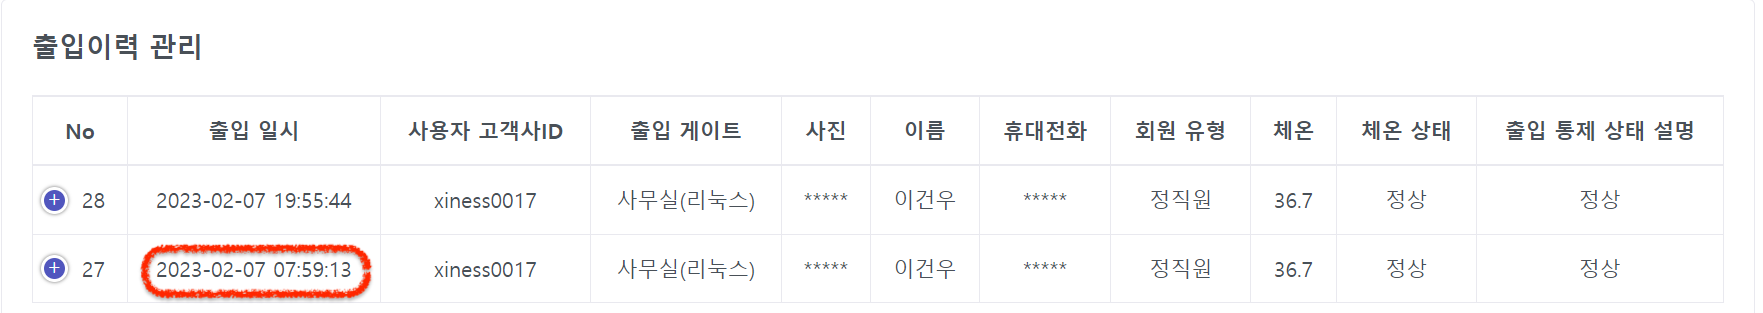 출입이력 관리
No 출입 일시 사용자 고객사ID 출입 게이트 사진 이름 휴대전화 회원 유형 체온 체온 상태 출입 통제 상태 설명
+ 28 2023-02-07 19:55:44 xiness0017 사무실(리눅스) ***** 이건우 ***** 정직원 36.7 정상 정상
+ 27 2023-02-07 07:59:13 xiness0017 사무실(리눅스) ***** 이건우 ***** 정직원 36.7 정상 정상